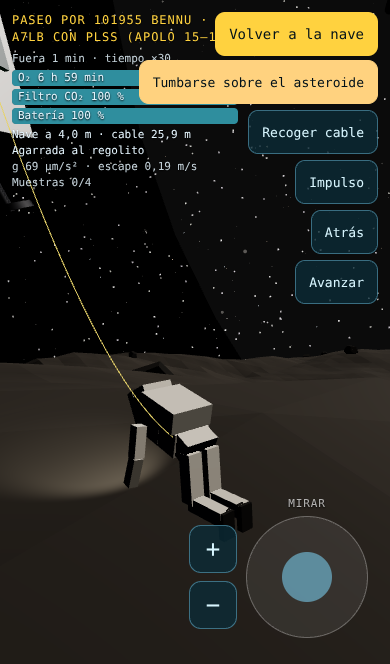 PASEO POR 101955 BENNU ·
A7LB CON PLSS (APOLO 15–1
Volver a la nave
Fuera 1 min · tiempo ×30
O₂ 6 h 59 min
Tumbarse sobre el asteroide
Filtro CO₂ 100 %
Batería 100 %
Recoger cable
Nave a 4,0 m · cable 25,9 m
Agarrada al regolito
g 69 µm/s² · escape 0,19 m/s
Impulso
Muestras 0/4
Atrás
Avanzar
MIRAR
+
−